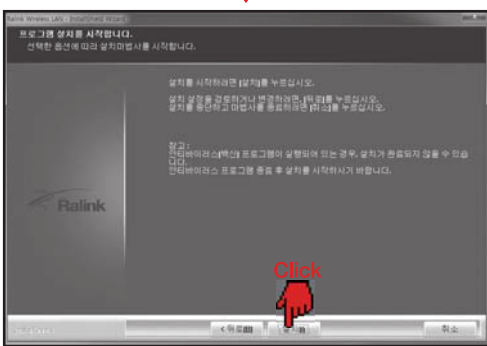 Ralink Wireless LAN - InstallShield Wizard
프로그램 설치를 시작합니다.
선택한 옵션에 따라 설치마법사를 시작합니다.
설치를 시작하려면 [설치]를 누르십시오.
설치 설정을 검토하거나 변경하려면, [뒤로]를 누르십시오.
설치를 중단하고 마법사를 종료하려면 [취소]를 누르십시오.
참고:
안티바이러스[백신] 프로그램이 실행되어 있는 경우, 설치가 완료되지 않을 수 있습
니다.
안티바이러스 프로그램 종료 후 설치를 시작하시기 바랍니다.
Ralink
Click
InstallShield
< 뒤로(B)
취소